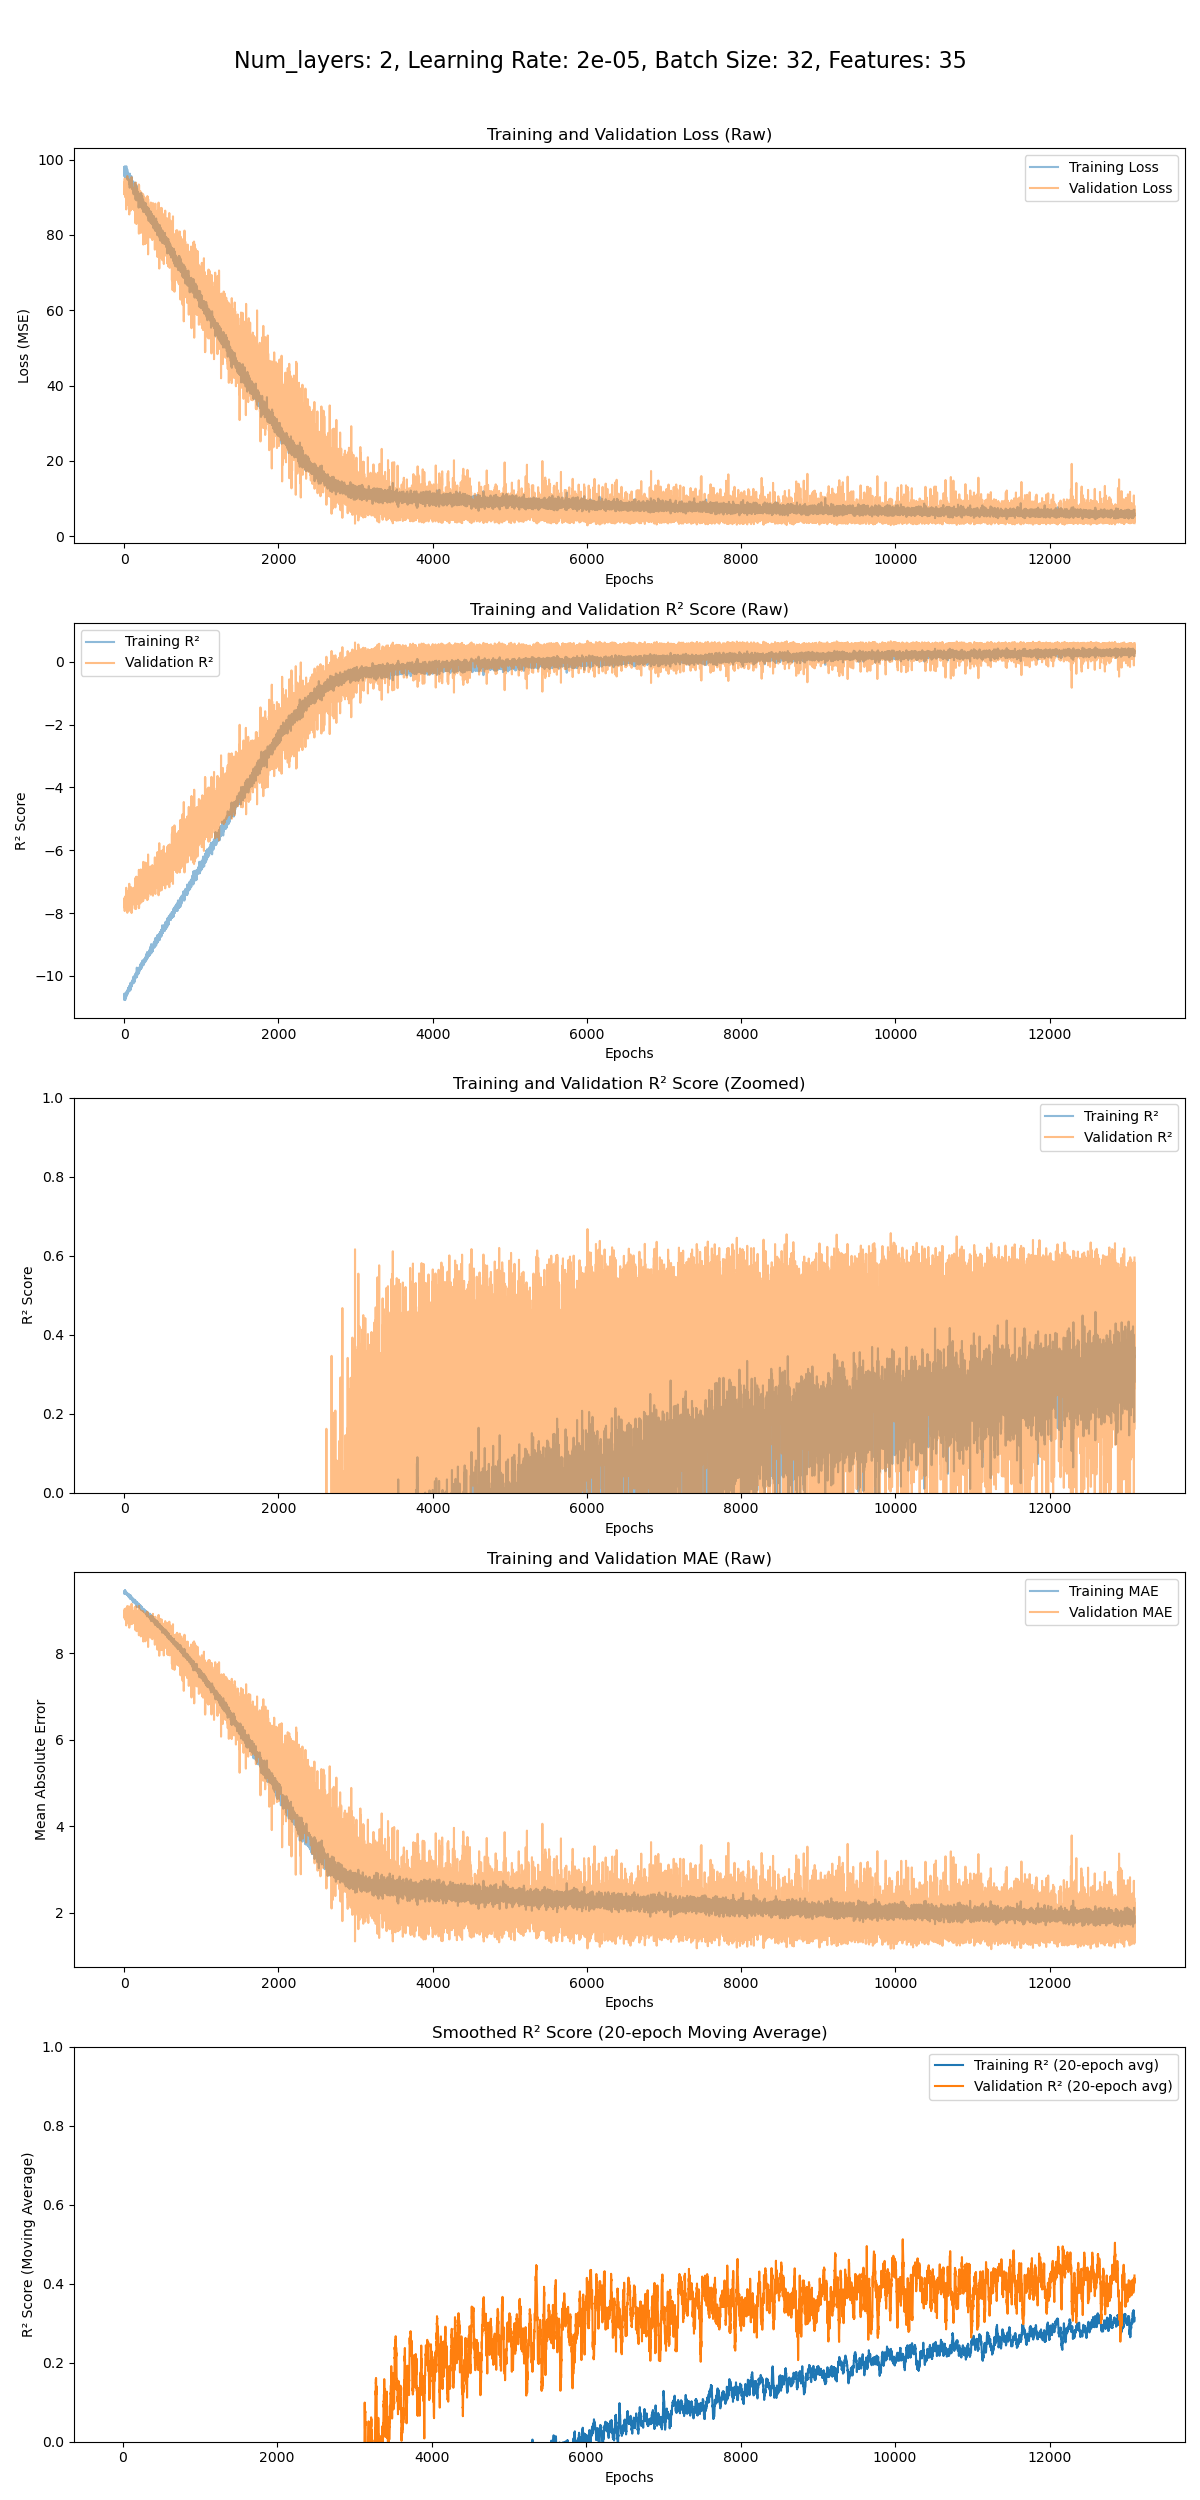 Num_layers: 2, Learning Rate: 2e-05, Batch Size: 32, Features: 35
Training and Validation Loss (Raw)
Training Loss
Validation Loss
100
80
60
40
20
0
Loss (MSE)
0 2000 4000 6000 8000 10000 12000
Epochs
Training and Validation R² Score (Raw)
Training R²
Validation R²
0
−2
−4
−6
−8
−10
R² Score
0 2000 4000 6000 8000 10000 12000
Epochs
Training and Validation R² Score (Zoomed)
Training R²
Validation R²
1.0
0.8
0.6
0.4
0.2
0.0
R² Score
0 2000 4000 6000 8000 10000 12000
Epochs
Training and Validation MAE (Raw)
Training MAE
Validation MAE
8
6
4
2
Mean Absolute Error
0 2000 4000 6000 8000 10000 12000
Epochs
Smoothed R² Score (20-epoch Moving Average)
Training R² (20-epoch avg)
Validation R² (20-epoch avg)
1.0
0.8
0.6
0.4
0.2
0.0
R² Score (Moving Average)
0 2000 4000 6000 8000 10000 12000
Epochs